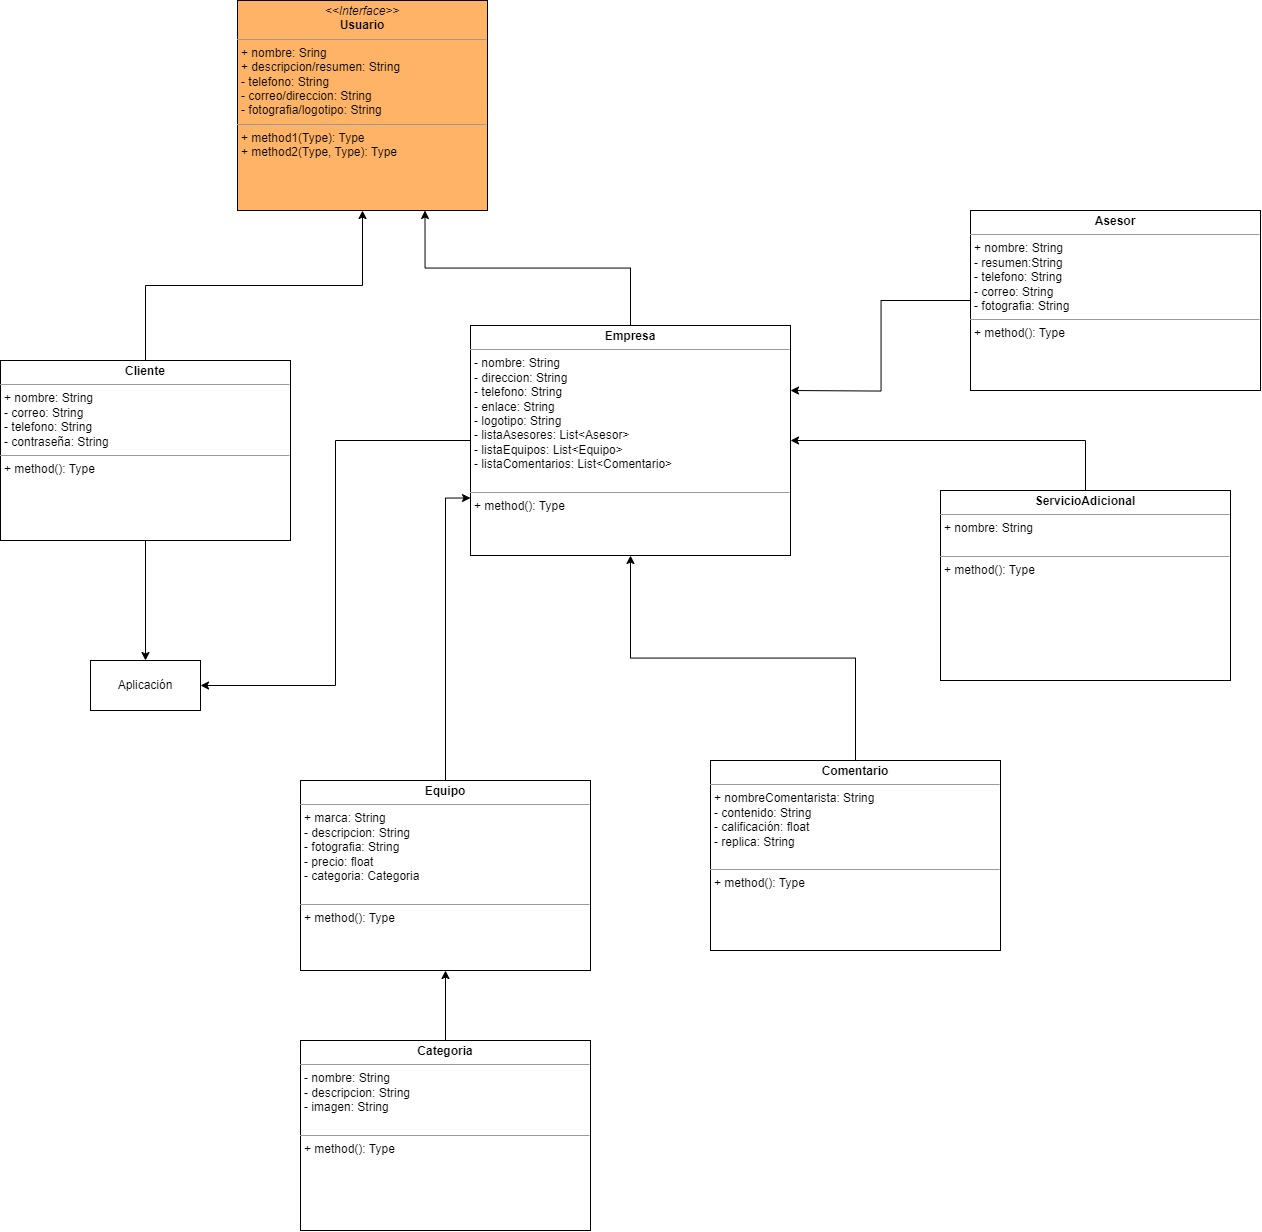 <<Interface>>
Usuario
+ nombre: Sring
+ descripcion/resumen: String
- telefono: String
- correo/direccion: String
- fotografia/logotipo: String
+ method1(Type): Type
+ method2(Type, Type): Type
Asesor
+ nombre: String
- resumen:String
- telefono: String
- correo: String
- fotografia: String
+ method(): Type
Empresa
- nombre: String
- direccion: String
- telefono: String
- enlace: String
- logotipo: String
- listaAsesores: List<Asesor>
- listaEquipos: List<Equipo>
- listaComentarios: List<Comentario>
+ method(): Type
Cliente
+ nombre: String
- correo: String
- telefono: String
- contraseña: String
+ method(): Type
ServicioAdicional
+ nombre: String
+ method(): Type
Aplicación
Equipo
+ marca: String
- descripcion: String
- fotografia: String
- precio: float
- categoria: Categoria
+ method(): Type
Comentario
+ nombreComentarista: String
- contenido: String
- calificación: float
- replica: String
+ method(): Type
Categoria
- nombre: String
- descripcion: String
- imagen: String
+ method(): Type